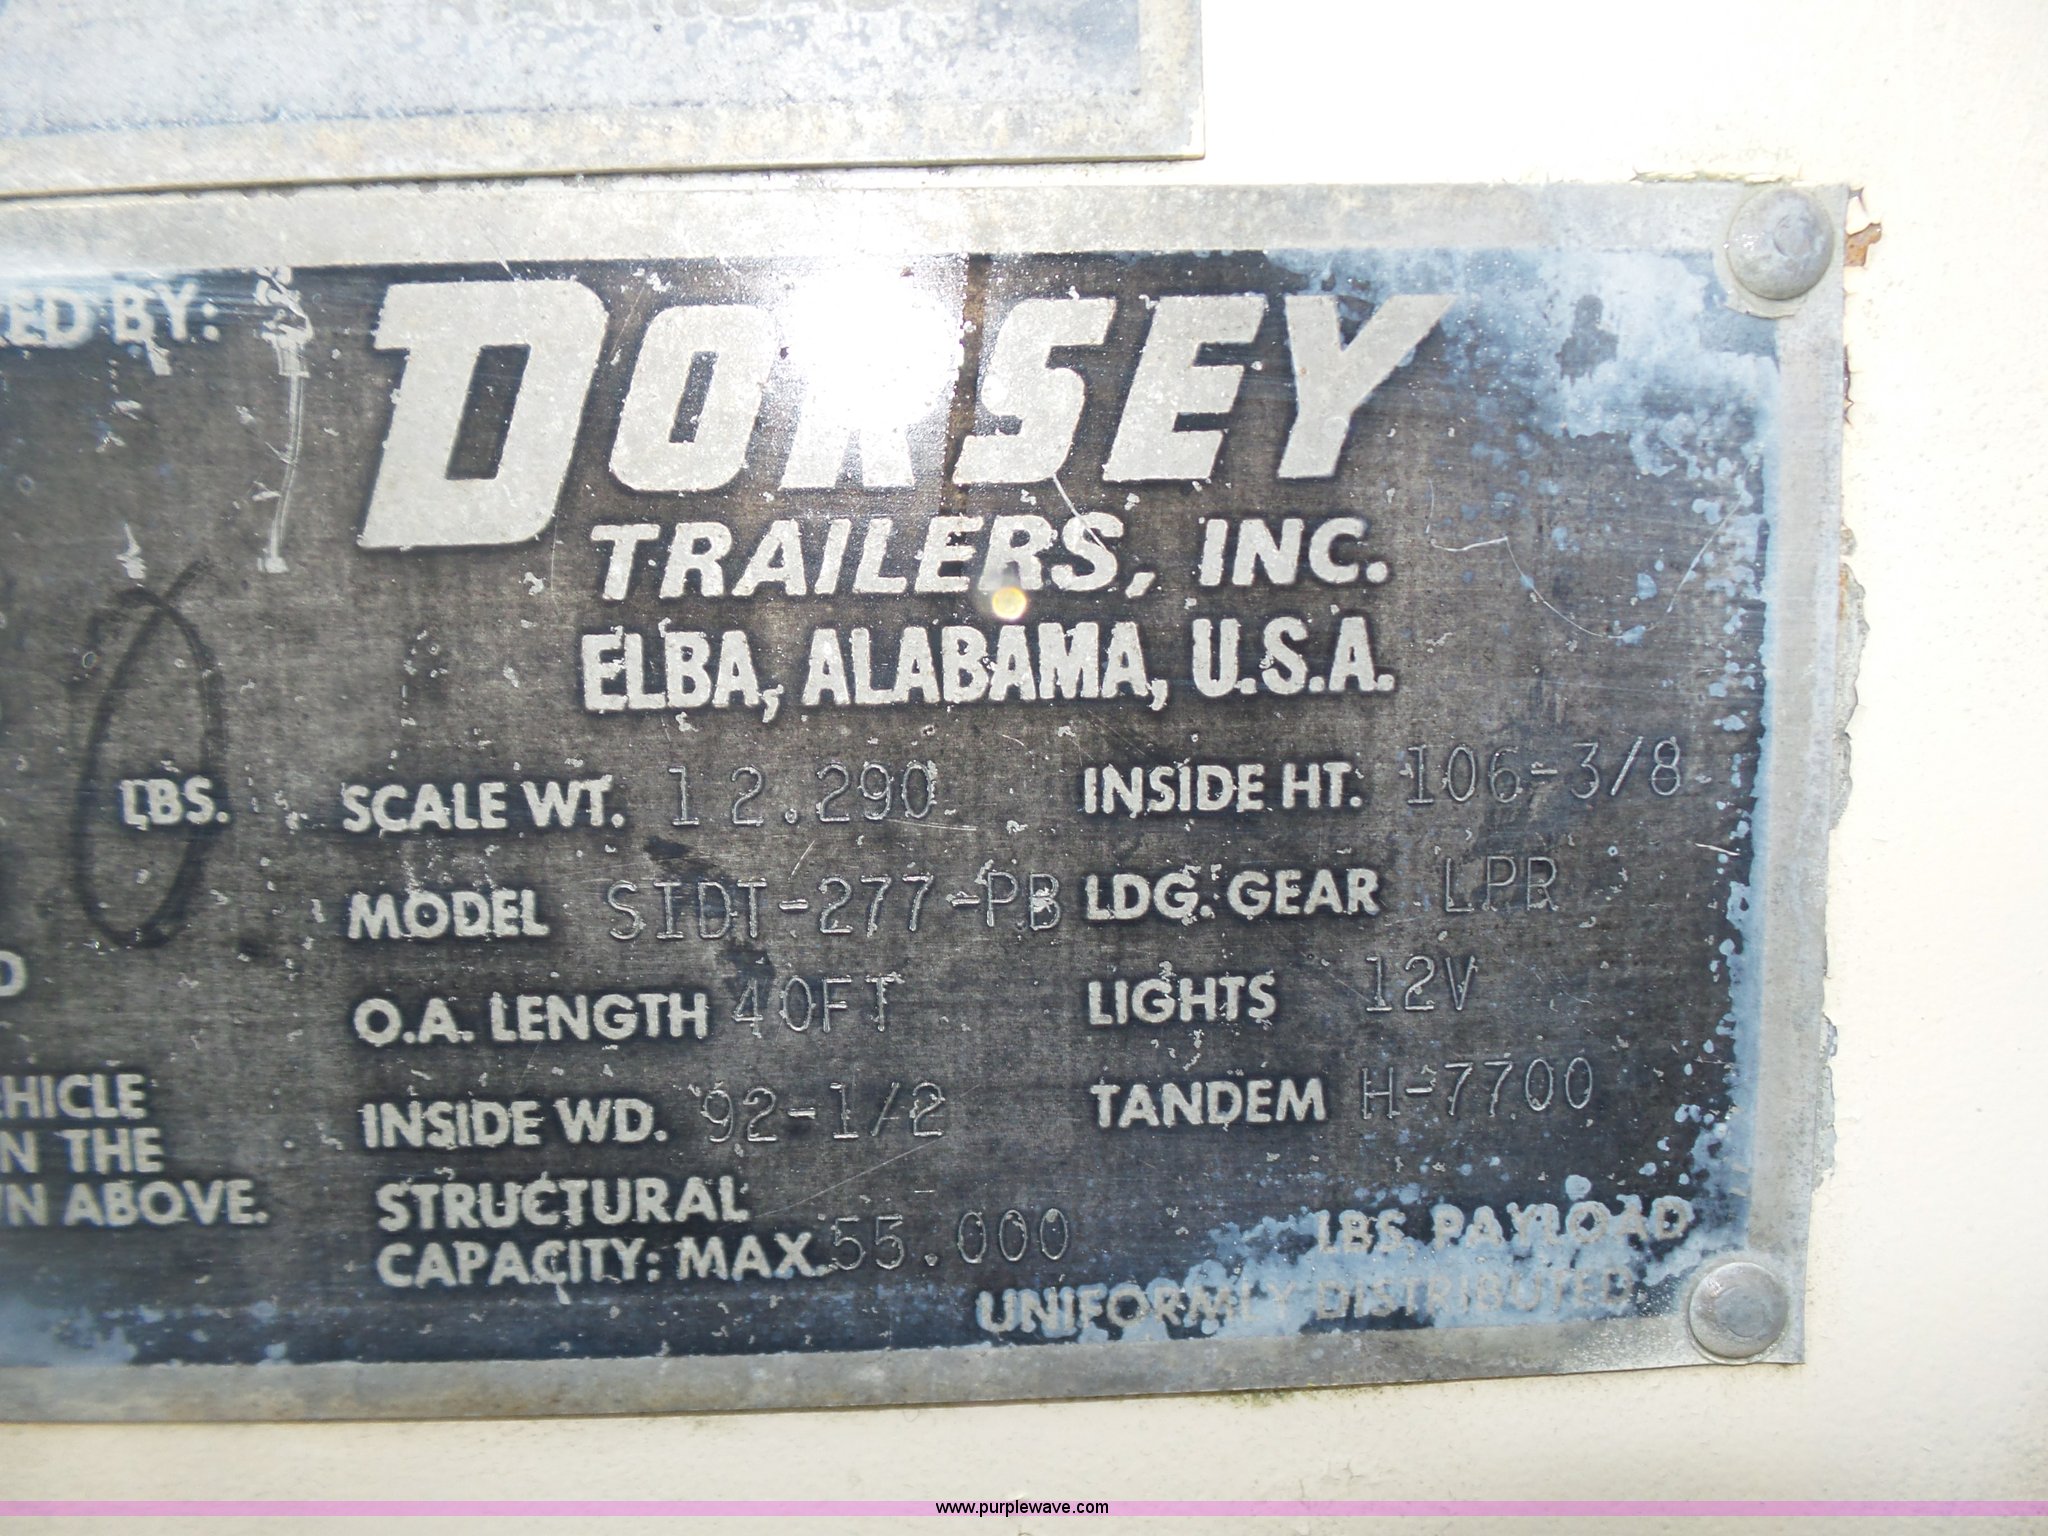 ED BY:
DORSEY
TRAILERS, INC.
ELBA, ALABAMA, U.S.A.
LBS.
SCALE WT. 12.290
INSIDE HT. 106-3/8
MODEL SIDT-277-PB
LDG. GEAR LPR
O.A. LENGTH 40FT
LIGHTS 12V
INSIDE WD. 92-1/2
TANDEM H-7700
EHICLE
N THE
WN ABOVE.
STRUCTURAL
CAPACITY: MAX. 55.000 LBS. PAYLOAD
UNIFORMLY DISTRIBUTED.
www.purplewave.com